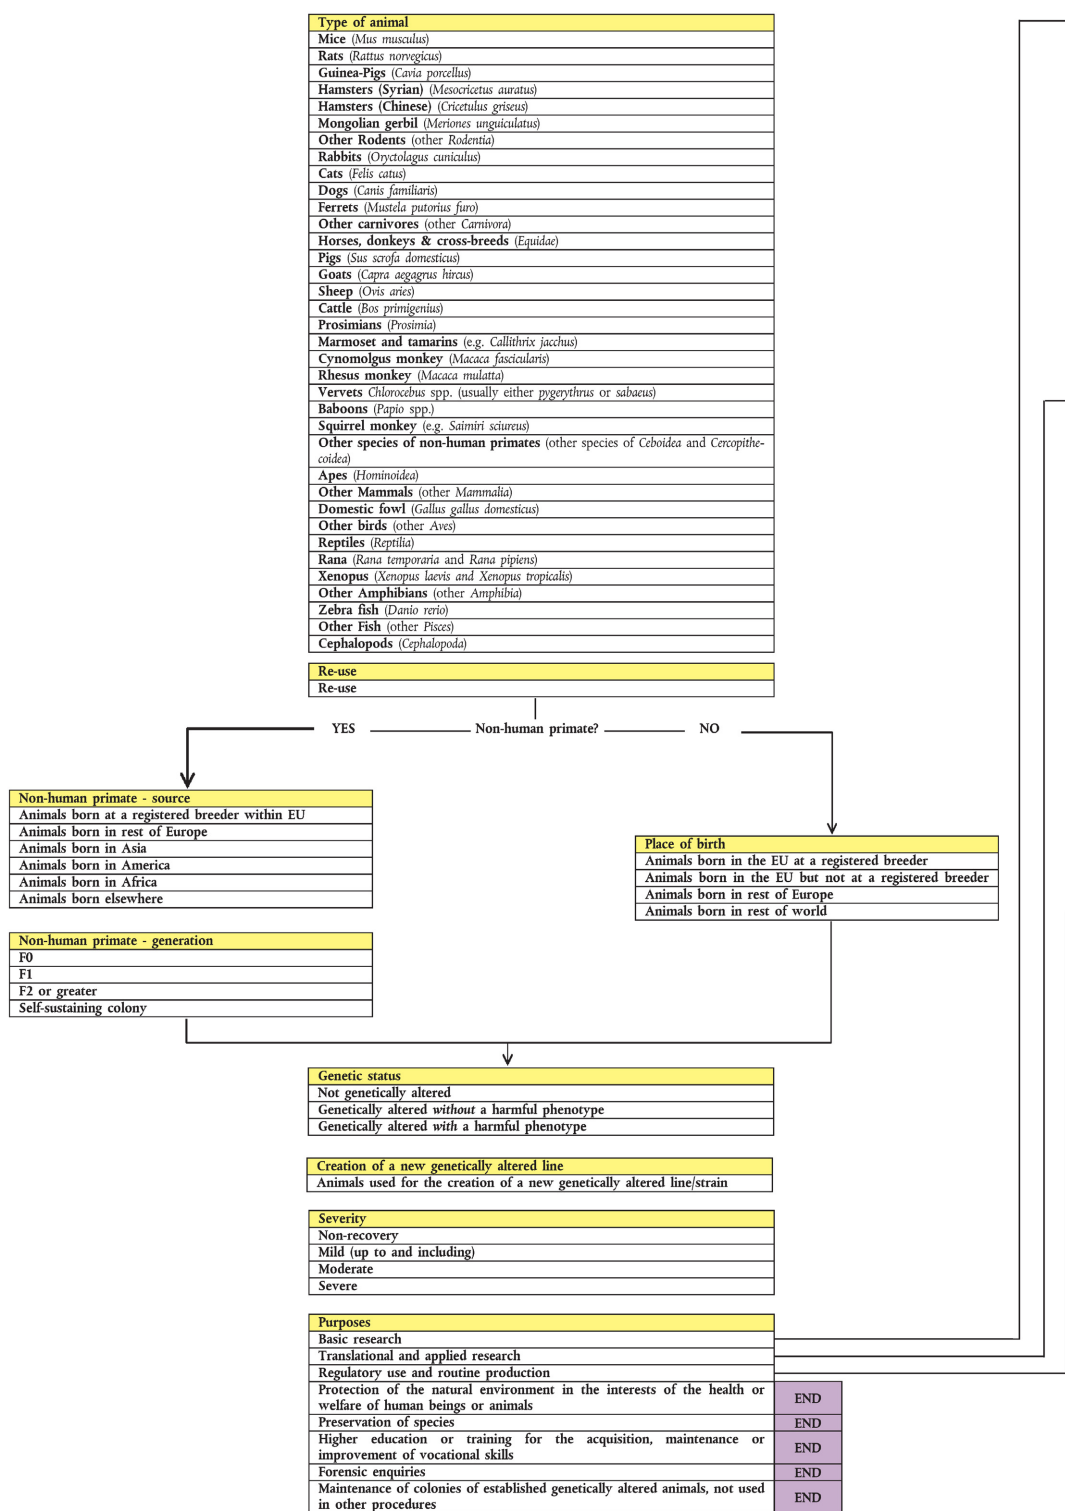 Type of animal
Mice (Mus musculus)
Rats (Rattus norvegicus)
Guinea-Pigs (Cavia porcellus)
Hamsters (Syrian) (Mesocricetus auratus)
Hamsters (Chinese) (Cricetulus griseus)
Mongolian gerbil (Meriones unguiculatus)
Other Rodents (other Rodentia)
Rabbits (Oryctolagus cuniculus)
Cats (Felis catus)
Dogs (Canis familiaris)
Ferrets (Mustela putorius furo)
Other carnivores (other Carnivora)
Horses, donkeys & cross-breeds (Equidae)
Pigs (Sus scrofa domesticus)
Goats (Capra aegagrus hircus)
Sheep (Ovis aries)
Cattle (Bos primigenius)
Prosimians (Prosimia)
Marmoset and tamarins (e.g. Callithrix jacchus)
Cynomolgus monkey (Macaca fascicularis)
Rhesus monkey (Macaca mulatta)
Vervets Chlorocebus spp. (usually either pygerythrus or sabaeus)
Baboons (Papio spp.)
Squirrel monkey (e.g. Saimiri sciureus)
Other species of non-human primates (other species of Ceboidea and Cercopithe-
coidea)
Apes (Hominoidea)
Other Mammals (other Mammalia)
Domestic fowl (Gallus gallus domesticus)
Other birds (other Aves)
Reptiles (Reptilia)
Rana (Rana temporaria and Rana pipiens)
Xenopus (Xenopus laevis and Xenopus tropicalis)
Other Amphibians (other Amphibia)
Zebra fish (Danio rerio)
Other Fish (other Pisces)
Cephalopods (Cephalopoda)
Re-use
Re-use
YES Non-human primate? NO
Non-human primate - source
Animals born at a registered breeder within EU
Animals born in rest of Europe
Animals born in Asia
Animals born in America
Animals born in Africa
Animals born elsewhere
Place of birth
Animals born in the EU at a registered breeder
Animals born in the EU but not at a registered breeder
Animals born in rest of Europe
Animals born in rest of world
Non-human primate - generation
F0
F1
F2 or greater
Self-sustaining colony
Genetic status
Not genetically altered
Genetically altered without a harmful phenotype
Genetically altered with a harmful phenotype
Creation of a new genetically altered line
Animals used for the creation of a new genetically altered line/strain
Severity
Non-recovery
Mild (up to and including)
Moderate
Severe
Purposes
Basic research
Translational and applied research
Regulatory use and routine production
Protection of the natural environment in the interests of the health or
welfare of human beings or animals
END
Preservation of species
END
Higher education or training for the acquisition, maintenance or
improvement of vocational skills
END
Forensic enquiries
END
Maintenance of colonies of established genetically altered animals, not used
in other procedures
END